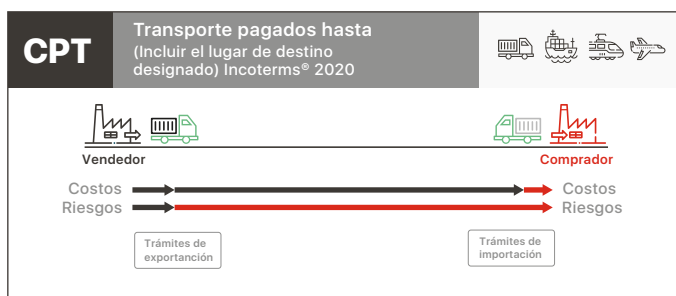 CPT
Transporte pagados hasta
(Incluir el lugar de destino
designado) Incoterms® 2020
Vendedor
Comprador
Costos
Costos
Riesgos
Riesgos
Trámites de
exportanción
Trámites de
importación